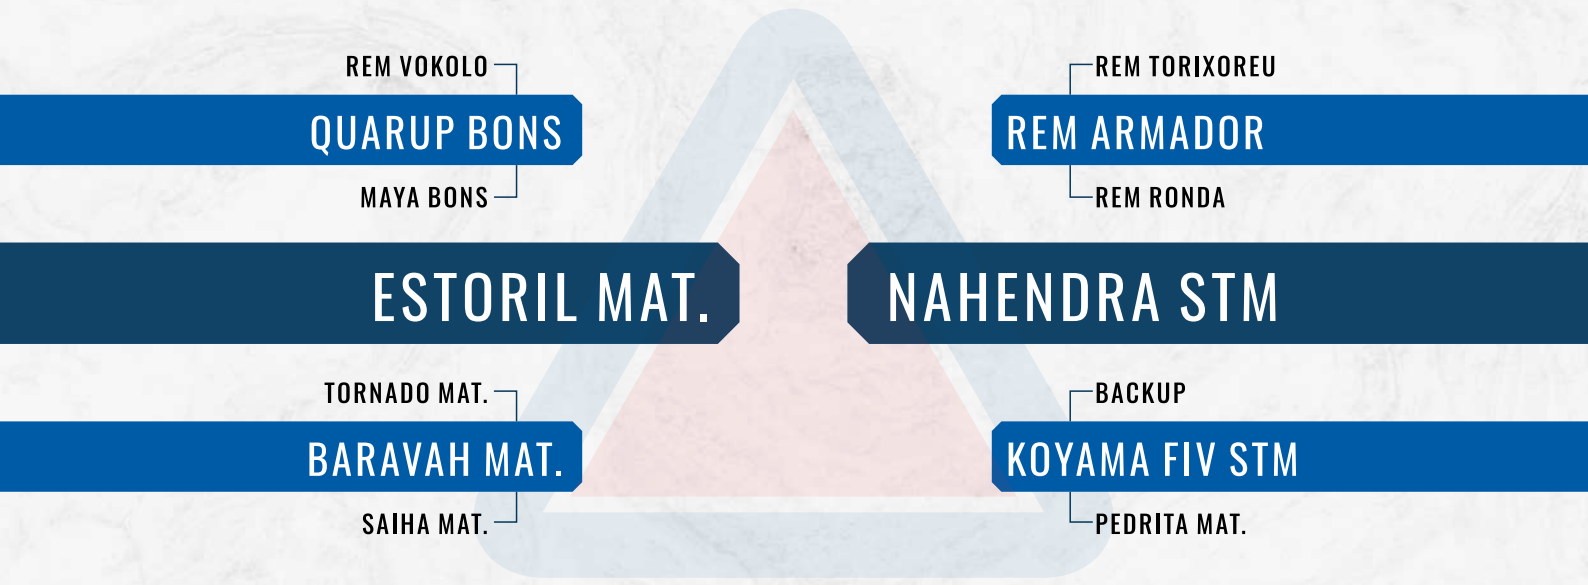 REM VOKOLO
QUARUP BONS
MAYA BONS
ESTORIL MAT.
TORNADO MAT.
BARAVAH MAT.
SAIHA MAT.
REM TORIXOREU
REM ARMADOR
REM RONDA
NAHENDRA STM
BACKUP
KOYAMA FIV STM
PEDRITA MAT.